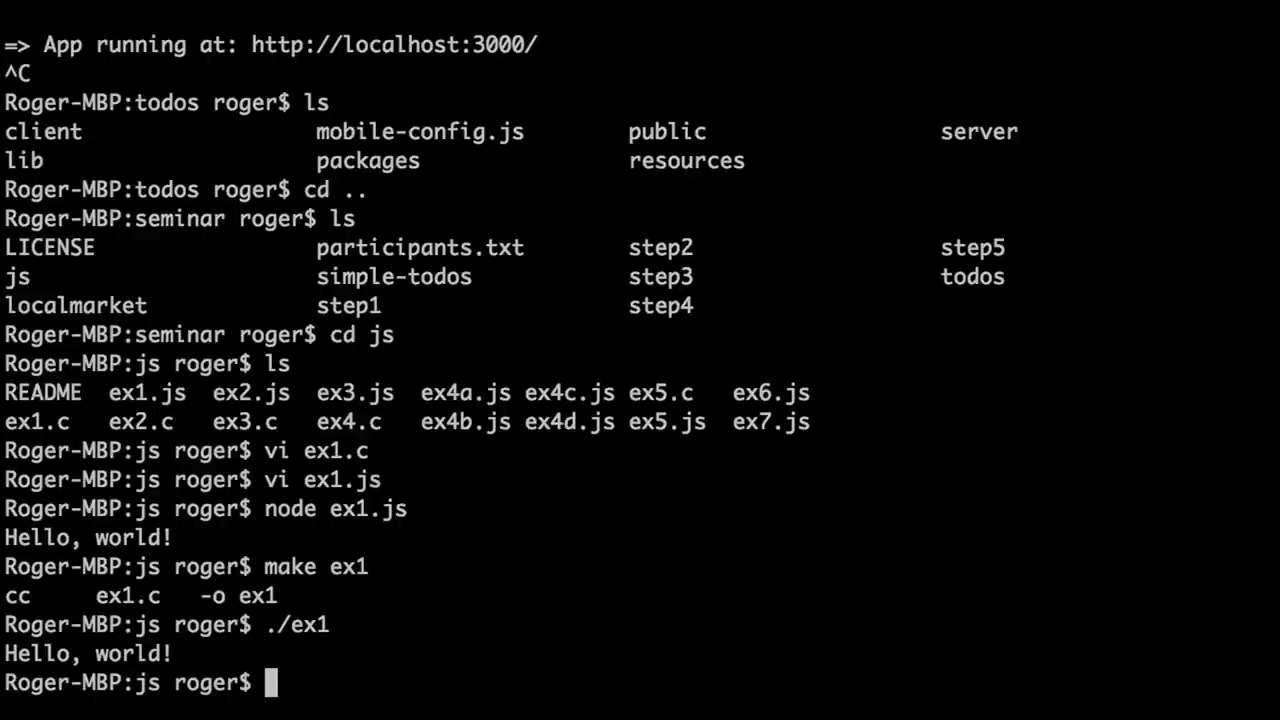 => App running at: http://localhost:3000/
^C
Roger-MBP:todos roger$ ls
client mobile-config.js public server
lib packages resources
Roger-MBP:todos roger$ cd ..
Roger-MBP:seminar roger$ ls
LICENSE participants.txt step2 step5
js simple-todos step3 todos
localmarket step1 step4
Roger-MBP:seminar roger$ cd js
Roger-MBP:js roger$ ls
README ex1.js ex2.js ex3.js ex4a.js ex4c.js ex5.c ex6.js
ex1.c ex2.c ex3.c ex4.c ex4b.js ex4d.js ex5.js ex7.js
Roger-MBP:js roger$ vi ex1.c
Roger-MBP:js roger$ vi ex1.js
Roger-MBP:js roger$ node ex1.js
Hello, world!
Roger-MBP:js roger$ make ex1
cc ex1.c -o ex1
Roger-MBP:js roger$ ./ex1
Hello, world!
Roger-MBP:js roger$